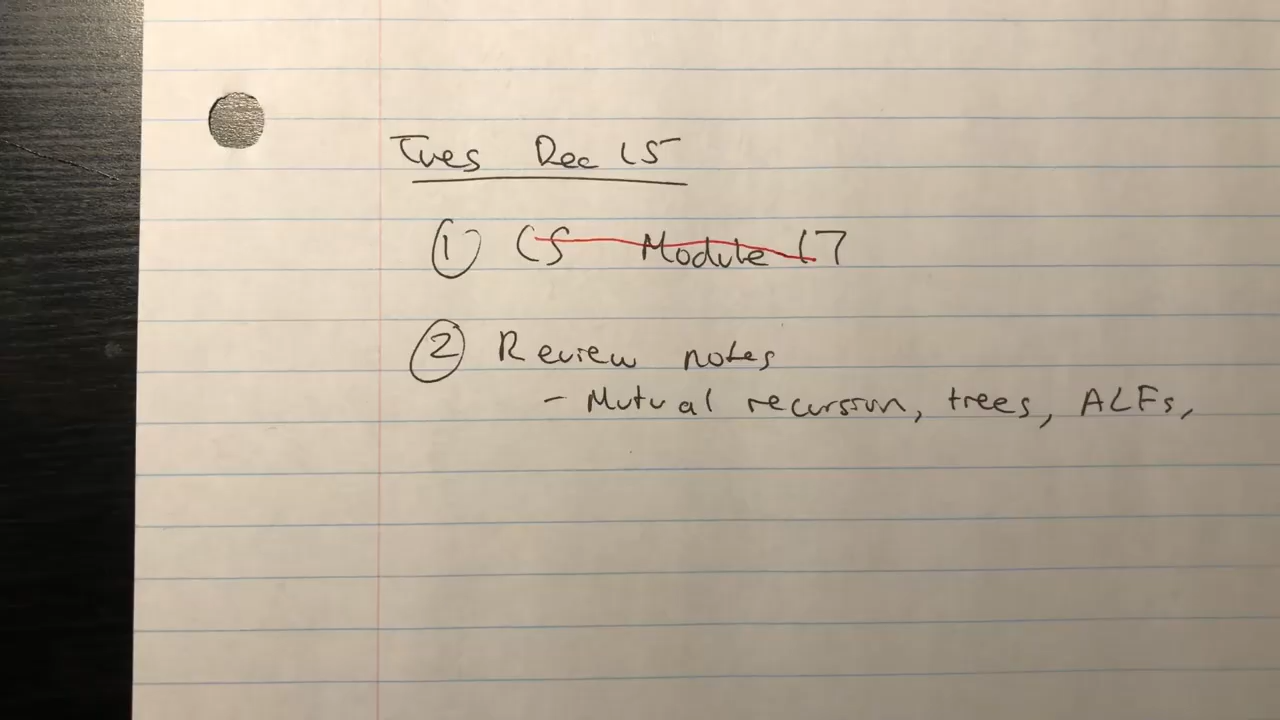 Tues Dec 15
① CS Module 17
② Review notes
- Mutual recursion, trees, ALFs,